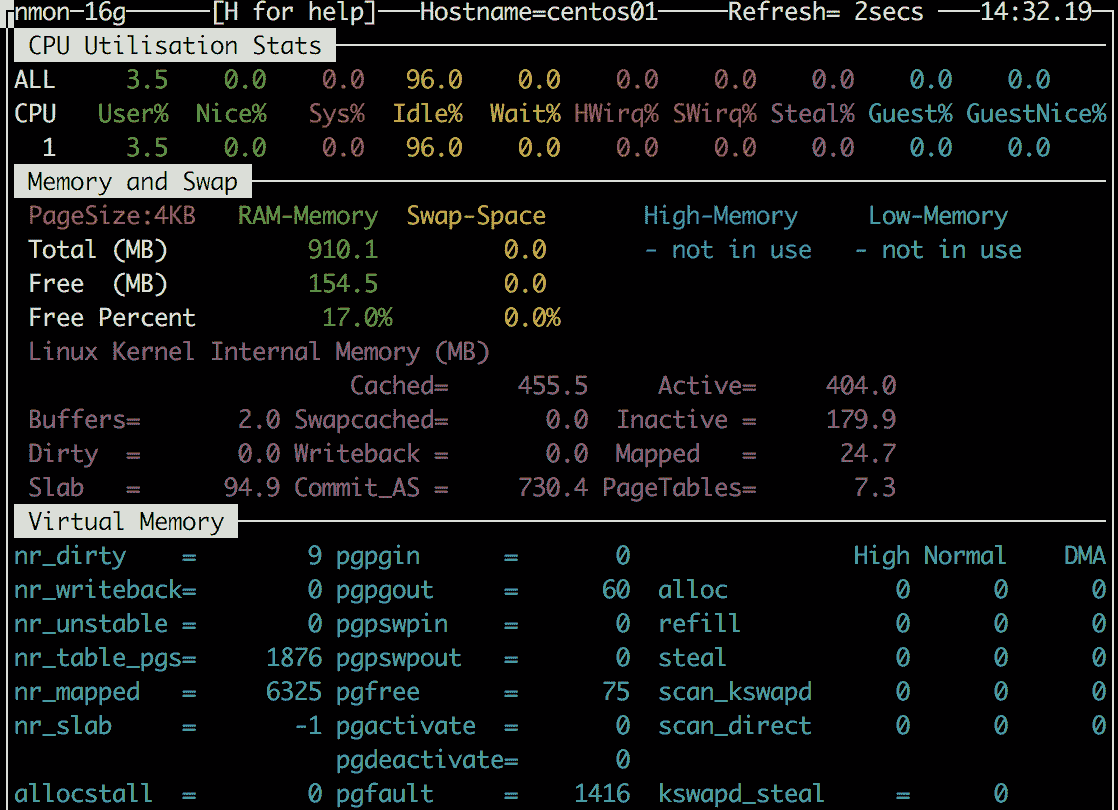 nmon-16g [H for help] Hostname=centos01 Refresh= 2secs 14:32.19
CPU Utilisation Stats
ALL 3.5 0.0 0.0 96.0 0.0 0.0 0.0 0.0 0.0 0.0
CPU User% Nice% Sys% Idle% Wait% HWirq% SWirq% Steal% Guest% GuestNice%
1 3.5 0.0 0.0 96.0 0.0 0.0 0.0 0.0 0.0 0.0
Memory and Swap
PageSize:4KB RAM-Memory Swap-Space High-Memory Low-Memory
Total (MB) 910.1 0.0 - not in use - not in use
Free (MB) 154.5 0.0
Free Percent 17.0% 0.0%
Linux Kernel Internal Memory (MB)
Cached= 455.5 Active= 404.0
Buffers= 2.0 Swapcached= 0.0 Inactive = 179.9
Dirty = 0.0 Writeback = 0.0 Mapped = 24.7
Slab = 94.9 Commit_AS = 730.4 PageTables= 7.3
Virtual Memory
nr_dirty = 9 pgpgin = 0 High Normal DMA
nr_writeback= 0 pgpgout = 60 alloc 0 0 0
nr_unstable = 0 pgpswpin = 0 refill 0 0 0
nr_table_pgs= 1876 pgpswpout = 0 steal 0 0 0
nr_mapped = 6325 pgfree = 75 scan_kswapd 0 0 0
nr_slab = -1 pgactivate = 0 scan_direct 0 0 0
pgdeactivate= 0
allocstall = 0 pgfault = 1416 kswapd_steal = 0